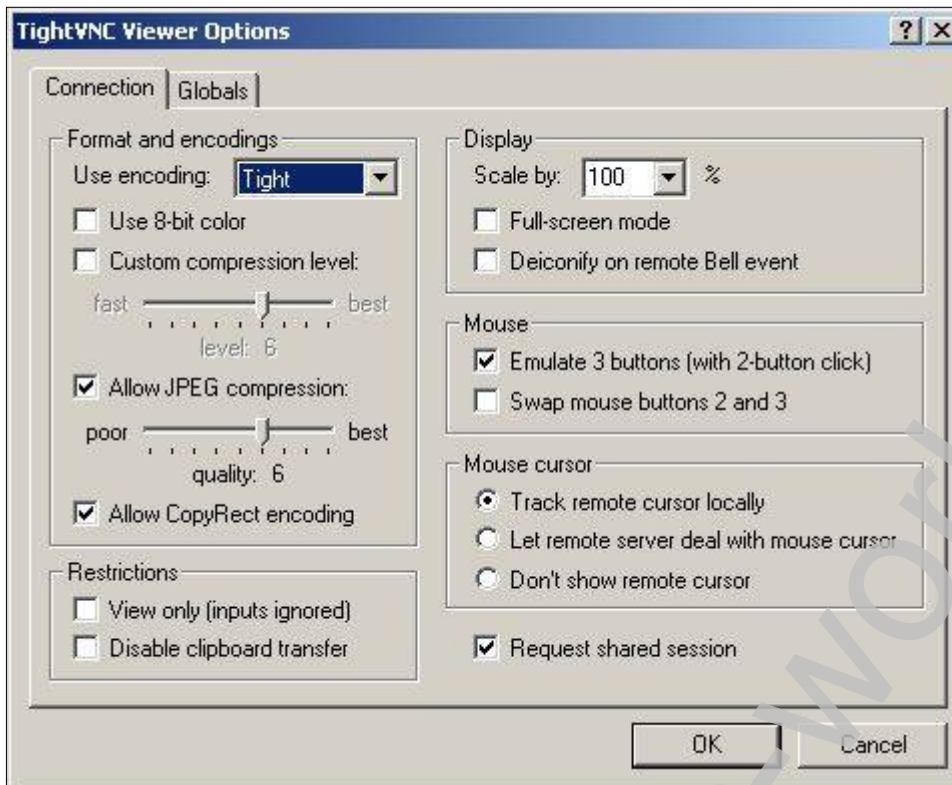 TightVNC Viewer Options
Connection
Globals
Format and encodings
Use encoding: Tight
Use 8-bit color
Custom compression level:
fast best
level: 6
Allow JPEG compression:
poor best
quality: 6
Allow CopyRect encoding
Restrictions
View only (inputs ignored)
Disable clipboard transfer
Display
Scale by: 100 %
Full-screen mode
Deiconify on remote Bell event
Mouse
Emulate 3 buttons (with 2-button click)
Swap mouse buttons 2 and 3
Mouse cursor
Track remote cursor locally
Let remote server deal with mouse cursor
Don't show remote cursor
Request shared session
OK
Cancel